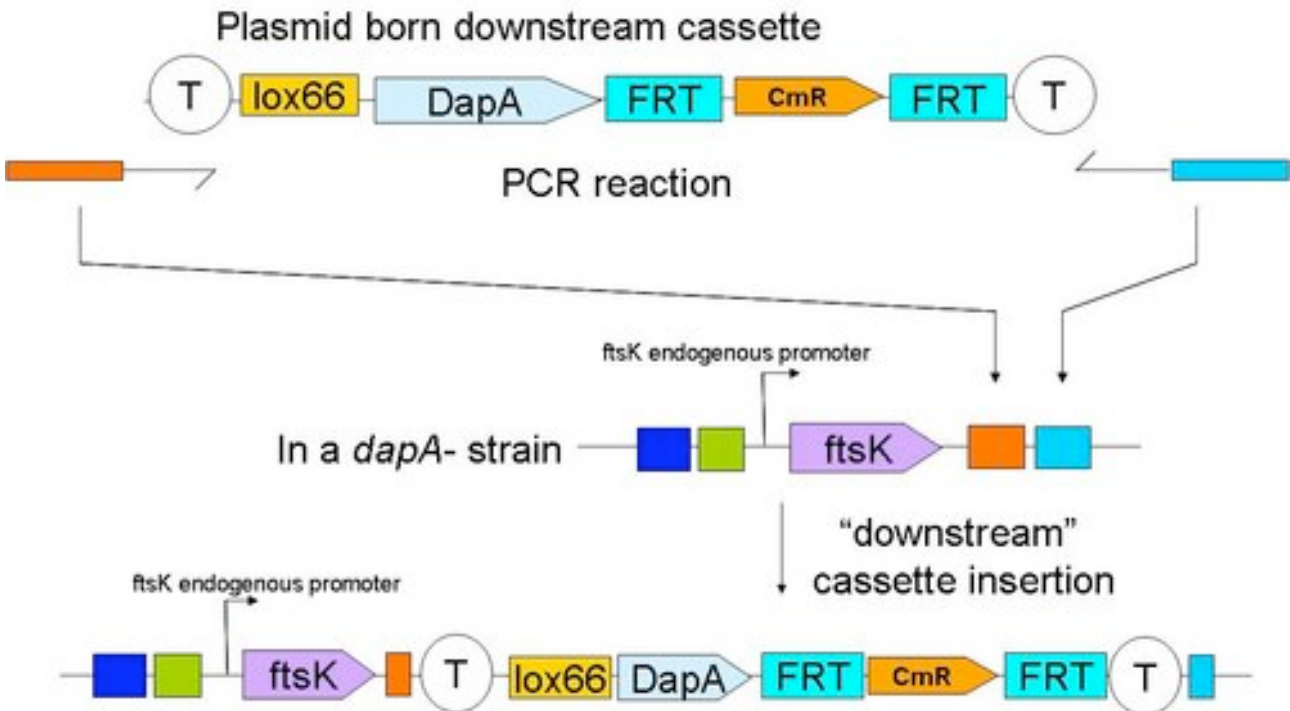 Plasmid born downstream cassette
T lox66 DapA FRT CmR FRT T
PCR reaction
ftsK endogenous promoter
In a dapA- strain ftsK
“downstream”
cassette insertion
ftsK endogenous promoter
ftsK T lox66 DapA FRT CmR FRT T